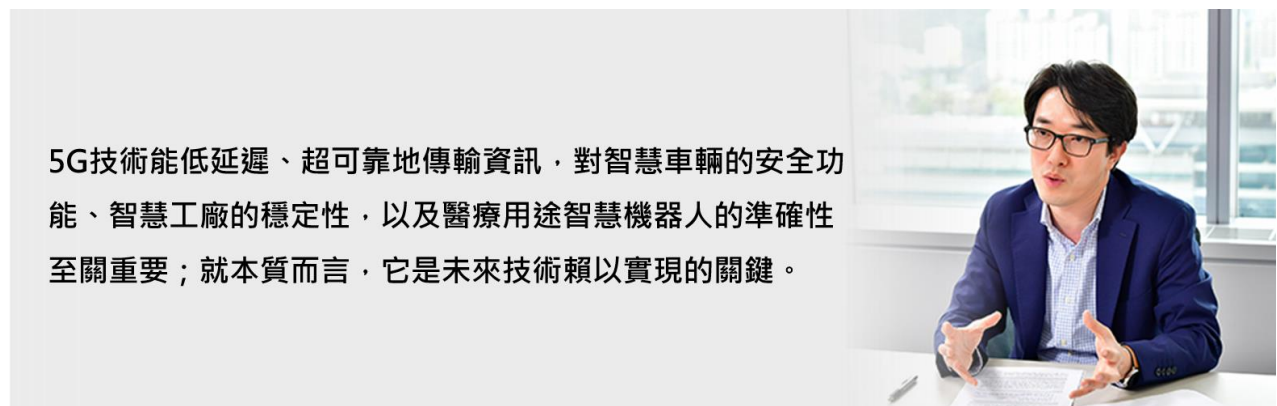 5G技術能低延遲、超可靠地傳輸資訊，對智慧車輛的安全功
能、智慧工廠的穩定性，以及醫療用途智慧機器人的準確性
至關重要；就本質而言，它是未來技術賴以實現的關鍵。